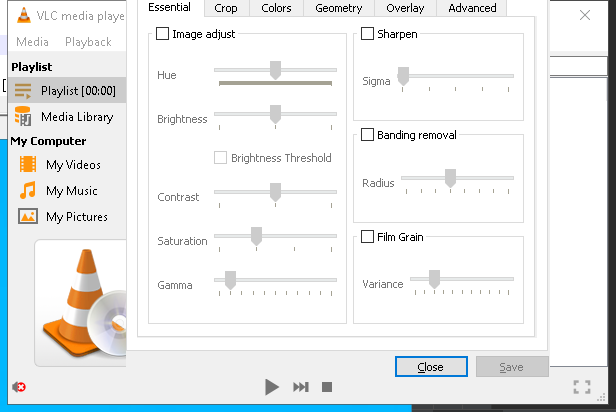 VLC media playe
Media Playback
Playlist
Playlist [00:00]
Media Library
My Computer
My Videos
My Music
My Pictures
Essential Crop Colors Geometry Overlay Advanced
Image adjust
Hue
Brightness
Brightness Threshold
Contrast
Saturation
Gamma
Sharpen
Sigma
Banding removal
Radius
Film Grain
Variance
Close Save